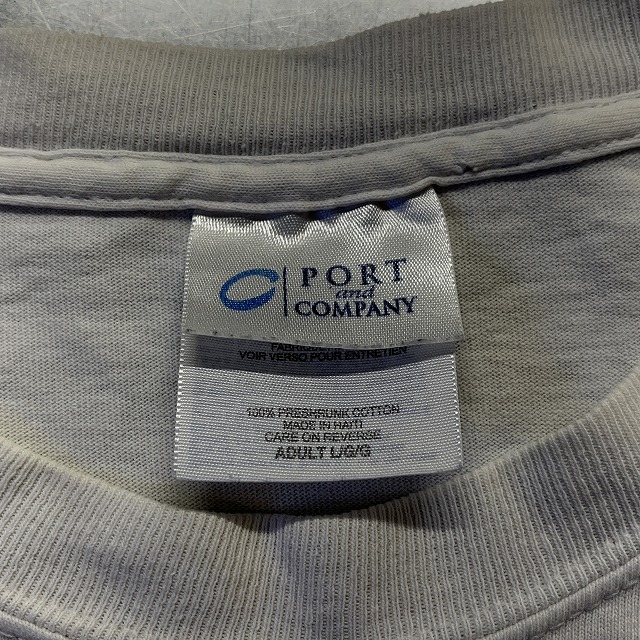 PORT
and
COMPANY
VOIR VERSO POUR ENTRETIEN
100% PRESHRUNK COTTON
MADE IN HAITI
CARE ON REVERSE
ADULT L/G/G